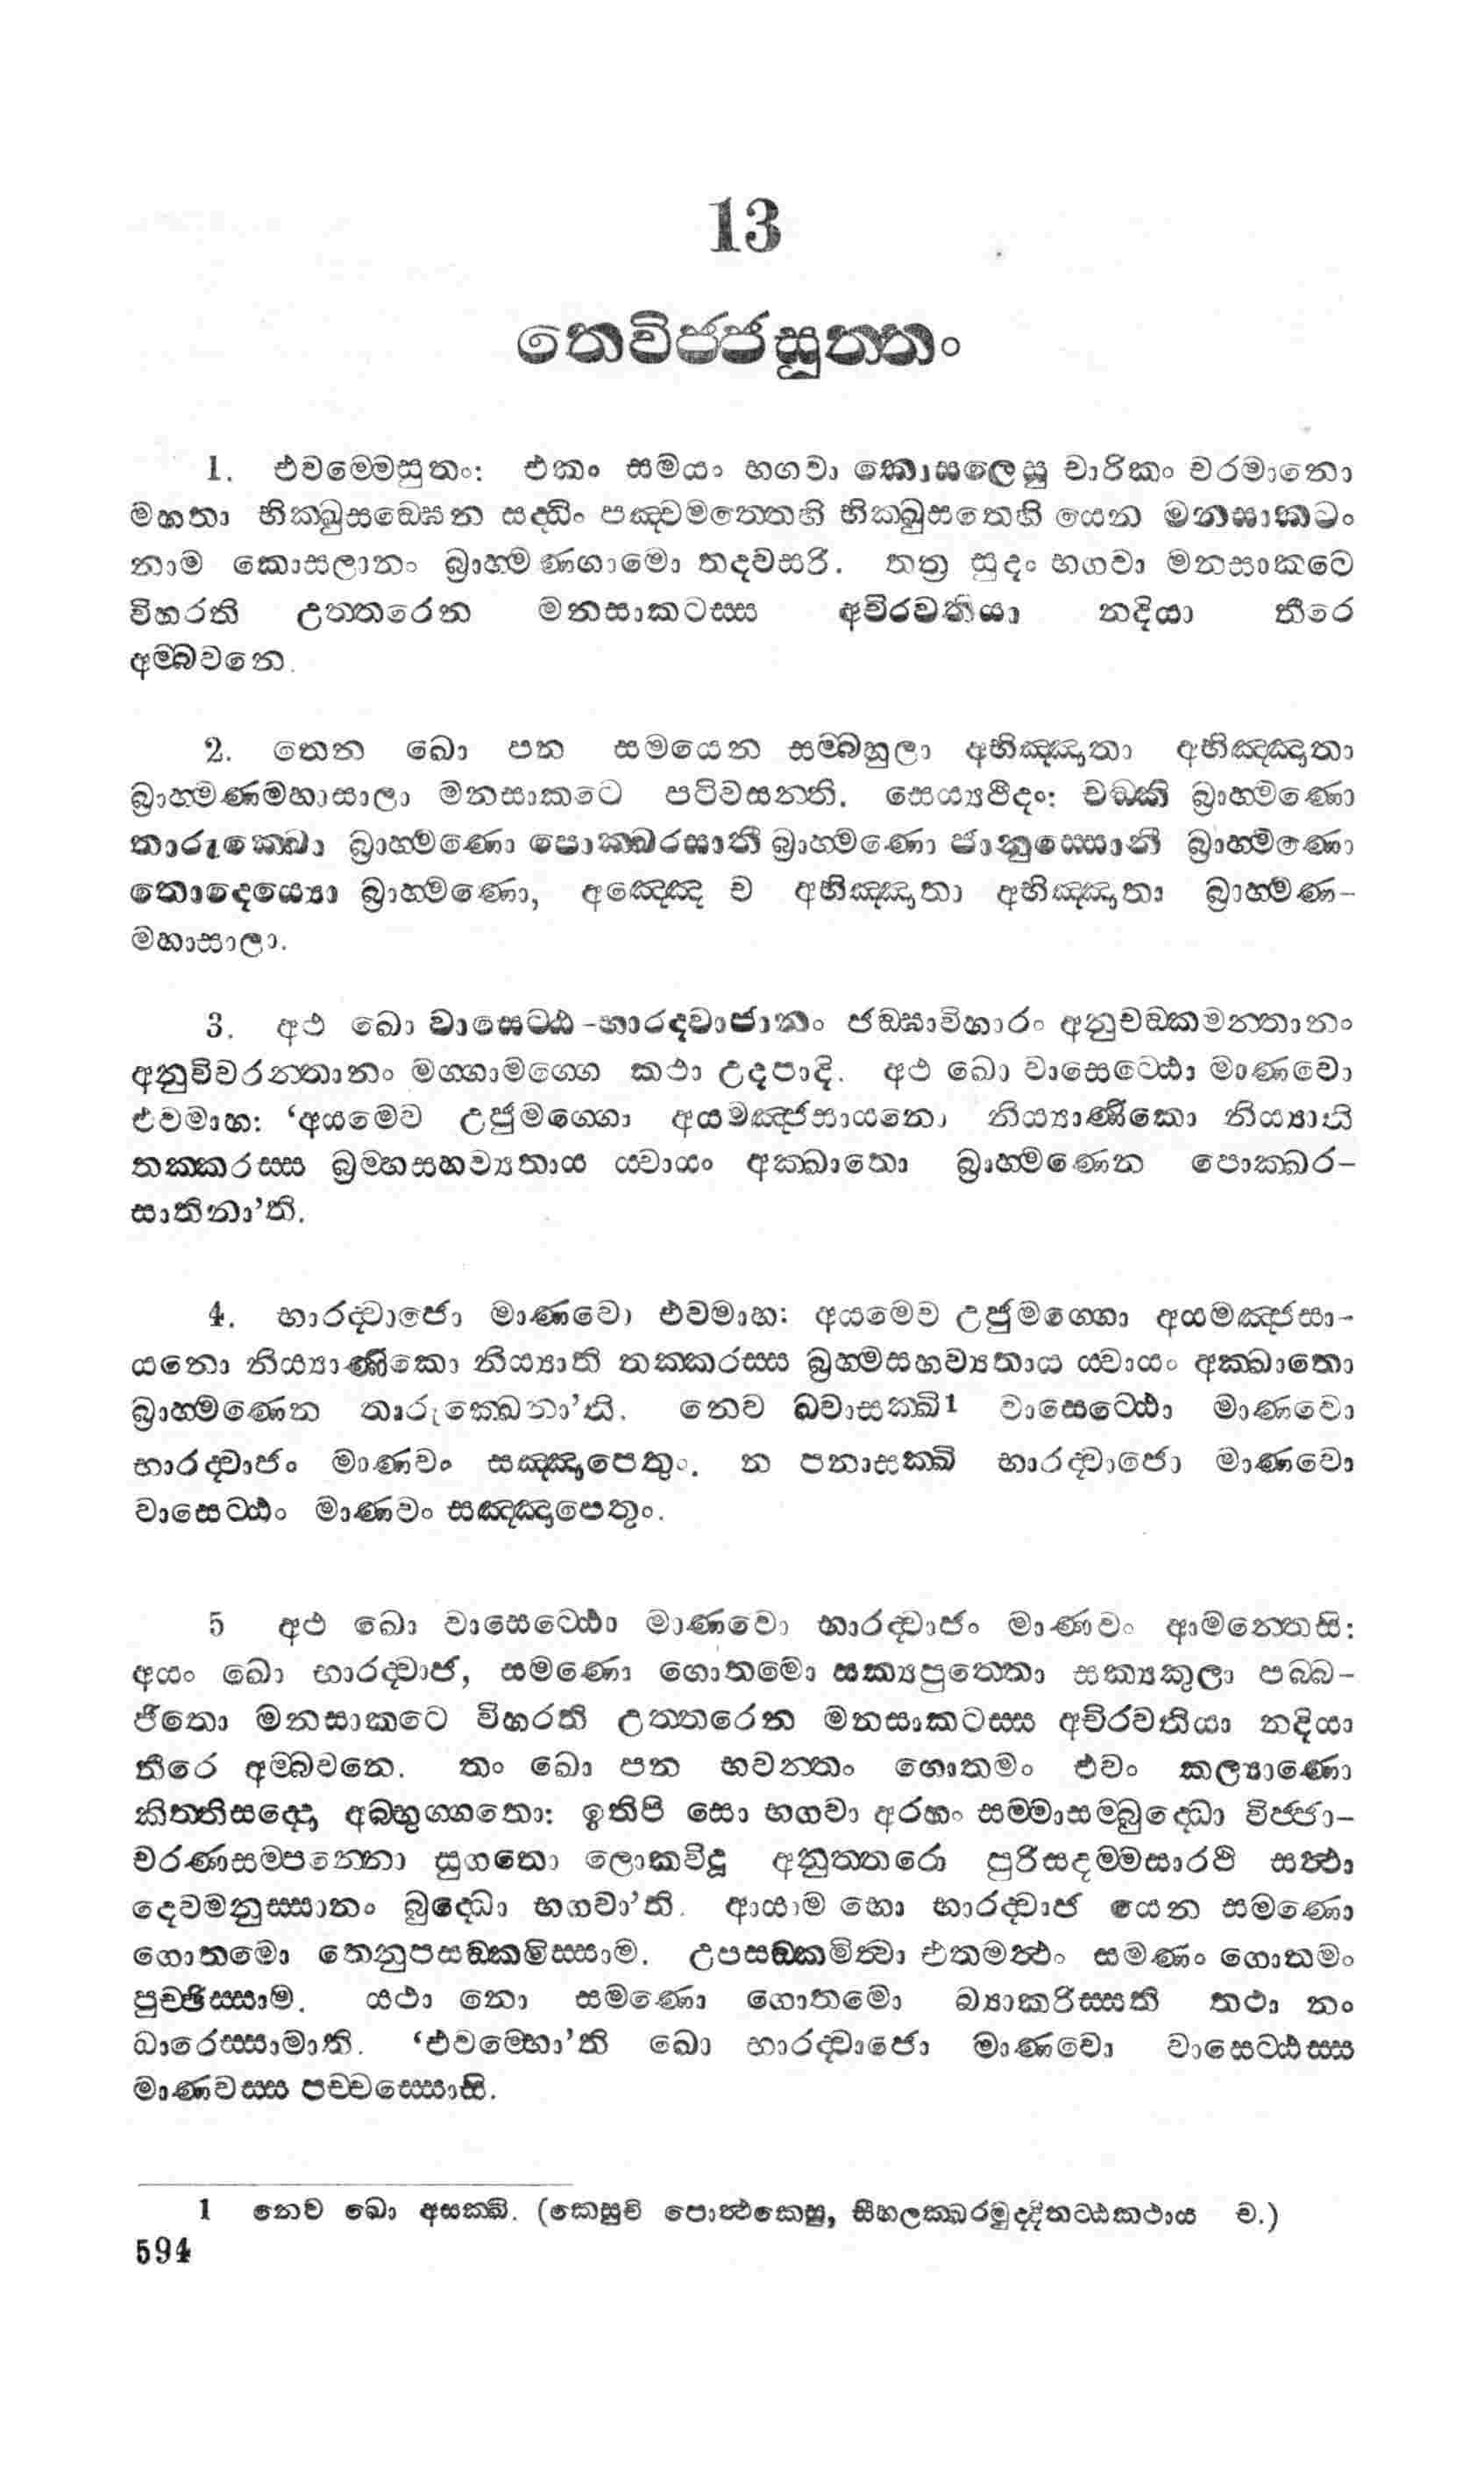 13
තෙවිජ්ජසුත්තං
1. එවම්මෙසුතං: එකං සමයං භගවා කොසලෙසු චාරිකං චරමානො
මහතා භික්ඛුසඞ්ඝෙන සද්ධිං පඤ්චමත්තෙහි භික්ඛුසතෙහි යෙන මනසාකටං
නාම කොසලානං බ්‍රාහ්මණගාමො තදවසරි. තත්‍ර සුදං භගවා මනසාකටෙ
විහරති උත්තරෙන මනසාකටස්ස අචිරවතියා නදියා තීරෙ
අම්බවනෙ.
2. තෙන ඛො පන සමයෙන සම්බහුලා අභිඤ්ඤාතා අභිඤ්ඤාතා
බ්‍රාහ්මණමහාසාලා මනසාකටෙ පටිවසන්ති. සෙය්‍යථීදං: චඞ්කී බ්‍රාහ්මණො
තාරුක්ඛො බ්‍රාහ්මණො පොක්ඛරසාතී බ්‍රාහ්මණො ජානුස්සොනී බ්‍රාහ්මණො
තොදෙය්‍යො බ්‍රාහ්මණො, අඤ්ඤෙ ච අභිඤ්ඤාතා අභිඤ්ඤාතා බ්‍රාහ්මණ-
මහාසාලා.
3. අථ ඛො වාසෙට්ඨ-භාරද්වාජානං ජඞ්ඝාවිහාරං අනුචඞ්කමන්තානං
අනුවිචරන්තානං මග්ගාමග්ගෙ කථා උදපාදි. අථ ඛො වාසෙට්ඨො මාණවො
එවමාහ: ‘අයමෙව උජුමග්ගො අයමඤ්ජසායනො නිය්‍යාණිකො නිය්‍යාති
තක්කරස්ස බ්‍රම්හසහව්‍යතාය ය්වායං අක්ඛාතො බ්‍රාහ්මණෙන පොක්ඛර-
සාතිනා’ති.
4. භාරද්වාජො මාණවො එවමාහ: අයමෙව උජුමග්ගො අයමඤ්ජසා-
යනො නිය්‍යාණිකො නීය්‍යාති තක්කරස්ස බ්‍රහ්මසහව්‍යතාය ය්වායං අක්ඛාතො
බ්‍රාහ්මණෙන තාරුක්ඛෙනා’ති. නෙව ඛ්වාසක්ඛි1 වාසෙට්ඨො මාණවො
භාරද්වාජං මාණවං සඤ්ඤාපෙතුං. න පනාසක්ඛි භාරද්වාජො මාණවො
වාසෙට්ඨං මාණවං සඤ්ඤාපෙතුං.
5 අථ ඛො වාසෙට්ඨො මාණවො භාරද්වාජං මාණවං ආමන්තෙසි:
අයං ඛො භාරද්වාජ, සමණො ගොතමො සක්‍යපුත්තො සක්‍යකුලා පබ්බ-
ජිතො මනසාකටෙ විහරති උත්තරෙන මනසාකටස්ස අචිරවතියා නදියා
තීරෙ අම්බවනෙ. තං ඛො පන භවන්තං ගොතමං එවං කල්‍යාණො
කිත්තිසද්දො අබ්භුග්ගතො: ඉතිපි සො භගවා අරහං සම්මාසම්බුද්ධො විජ්ජා-
චරණසම්පන්නො සුගතො ලොකවිදූ අනුත්තරො පුරිසදම්මසාරථි සත්ථා
දෙවමනුස්සානං බුද්ධො භගවා’ති. ආයාම භො භාරද්වාජ යෙන සමණො
ගොතමො තෙනුපසඞ්කමිස්සාම. උපසඞ්කමිත්වා එතමත්ථං සමණං ගොතමං
පුච්ඡිස්සාම. යථා නො සමණො ගොතමො බ්‍යාකරිස්සති තථා නං
ධාරෙස්සාමාති. ‘එවම්භො’ති ඛො භාරද්වාජො මාණවො වාසෙට්ඨස්ස
මාණවස්ස පච්චස්සොසි.
1 නෙව ඛො අසක්ඛි. (කෙසුචි පොත්ථකෙසු, සීහලක්ඛරමුද්දිතට්ඨකථාය ච.)
594